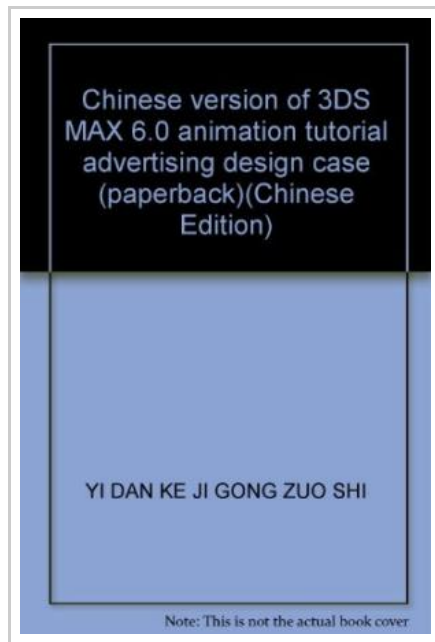 Chinese version of 3DS
MAX 6.0 animation tutorial
advertising design case
(paperback)(Chinese
Edition)
YI DAN KE JI GONG ZUO SHI
Note: This is not the actual book cover